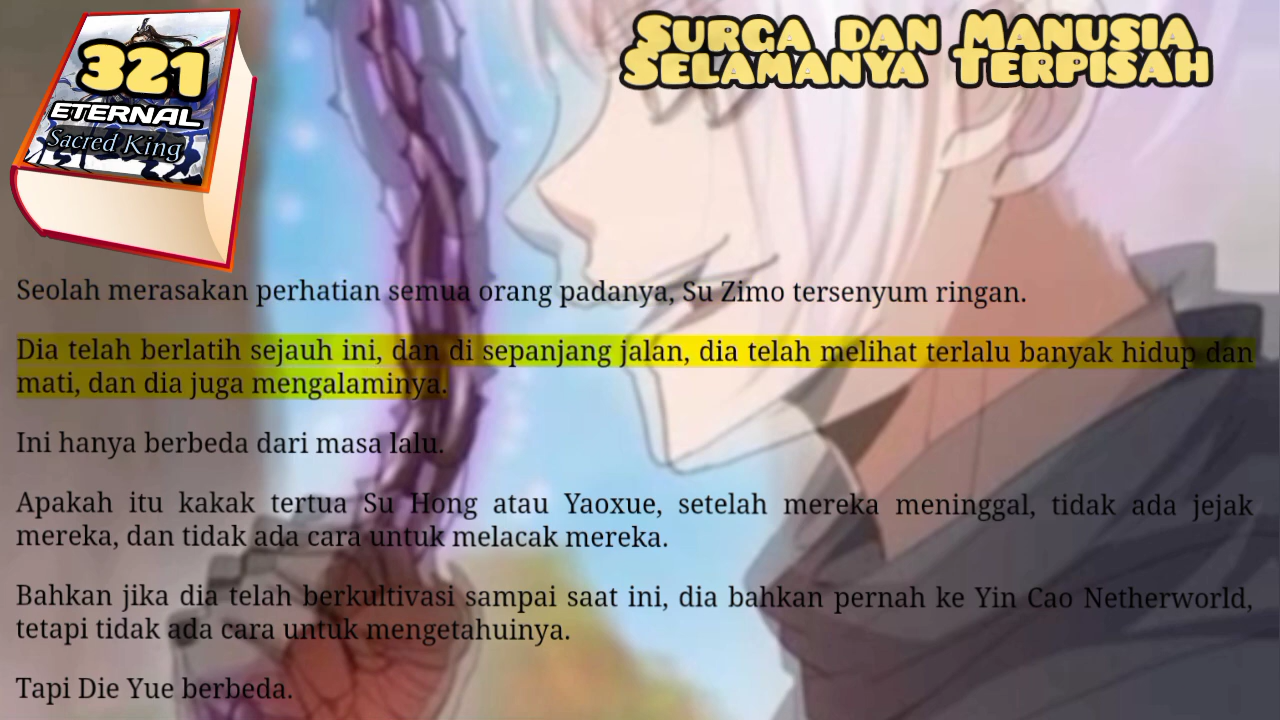 321
ETERNAL
Sacred King
SURGA DAN MANUSIA
SELAMANYA TERPISAH
Seolah merasakan perhatian semua orang padanya, Su Zimo tersenyum ringan.
Dia telah berlatih sejauh ini, dan di sepanjang jalan, dia telah melihat terlalu banyak hidup dan
mati, dan dia juga mengalaminya.
Ini hanya berbeda dari masa lalu.
Apakah itu kakak tertua Su Hong atau Yaoxue, setelah mereka meninggal, tidak ada jejak
mereka, dan tidak ada cara untuk melacak mereka.
Bahkan jika dia telah berkultivasi sampai saat ini, dia bahkan pernah ke Yin Cao Netherworld,
tetapi tidak ada cara untuk mengetahuinya.
Tapi Die Yue berbeda.